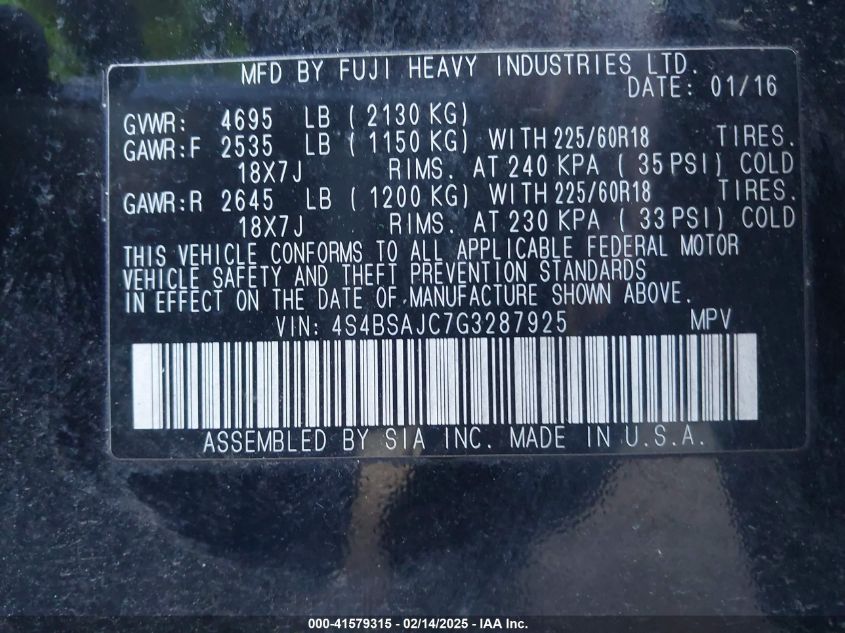 MFD BY FUJI HEAVY INDUSTRIES LTD.
DATE: 01/16
GVWR: 4695 LB ( 2130 KG)
GAWR:F 2535 LB ( 1150 KG) WITH 225/60R18 TIRES.
18X7J RIMS. AT 240 KPA ( 35 PSI) COLD
GAWR:R 2645 LB ( 1200 KG) WITH 225/60R18 TIRES.
18X7J RIMS. AT 230 KPA ( 33 PSI) COLD
THIS VEHICLE CONFORMS TO ALL APPLICABLE FEDERAL MOTOR
VEHICLE SAFETY AND THEFT PREVENTION STANDARDS
IN EFFECT ON THE DATE OF MANUFACTURE SHOWN ABOVE.
VIN: 4S4BSAJC7G3287925 MPV
ASSEMBLED BY SIA INC. MADE IN U.S.A.
000-41579315 - 02/14/2025 - IAA Inc.